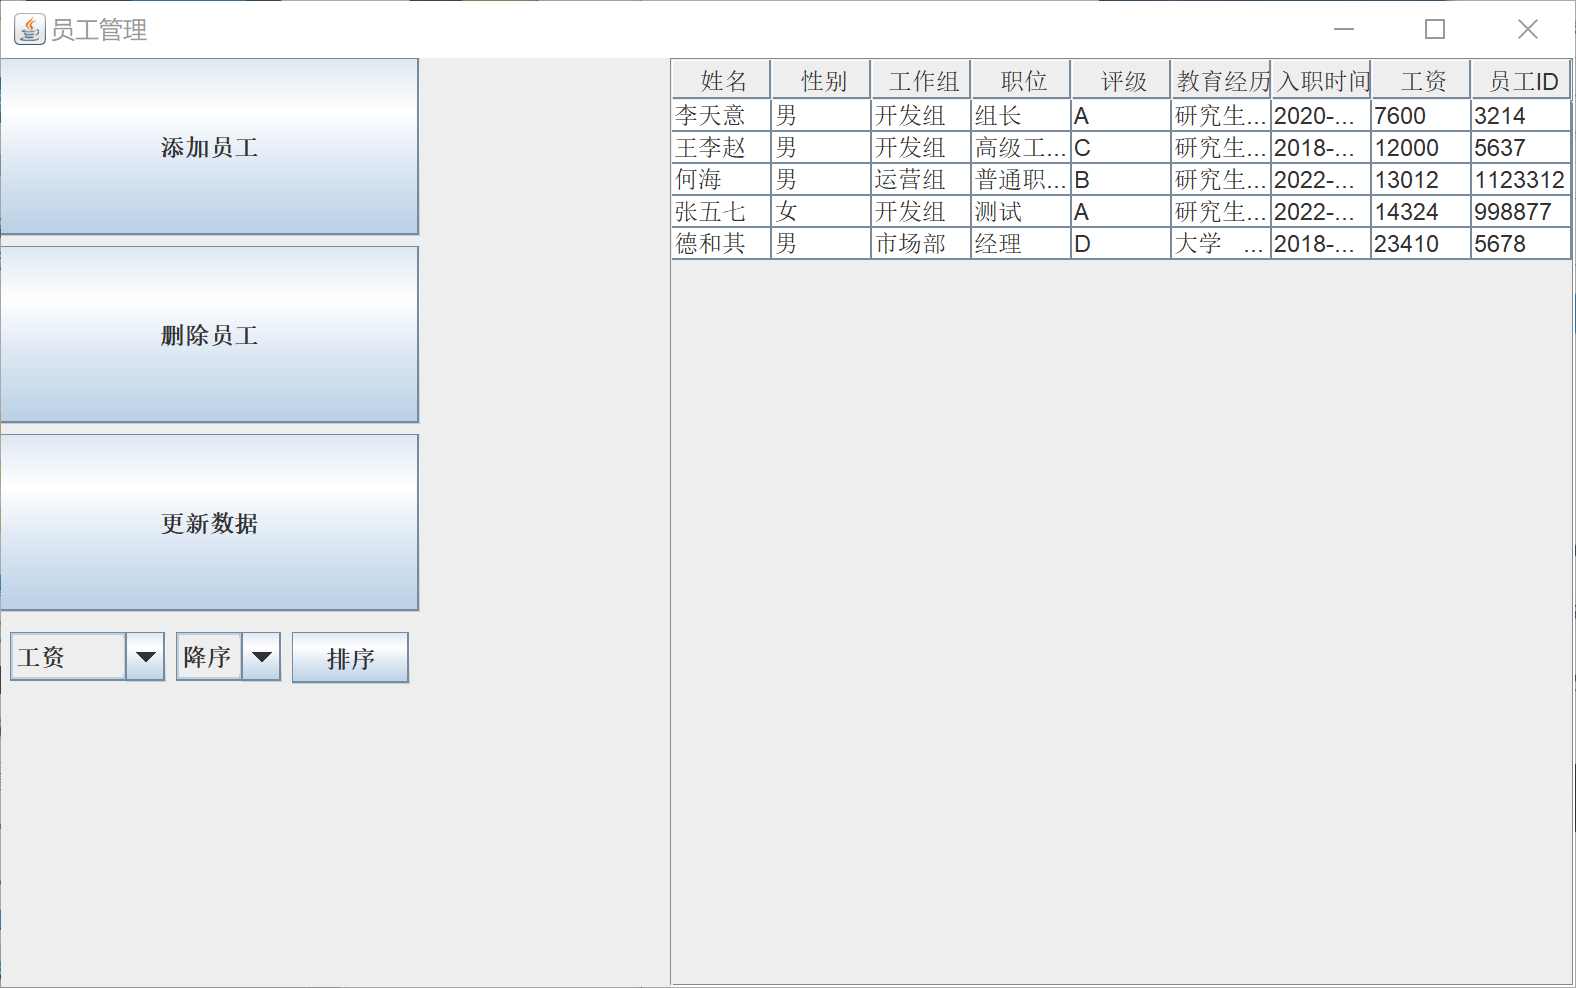 员工管理
添加员工
删除员工
更新数据
工资 降序 排序
姓名 性别 工作组 职位 评级 教育经历 入职时间 工资 员工ID
李天意 男 开发组 组长 A 研究生... 2020-... 7600 3214
王李赵 男 开发组 高级工... C 研究生... 2018-... 12000 5637
何海 男 运营组 普通职... B 研究生... 2022-... 13012 1123312
张五七 女 开发组 测试 A 研究生... 2022-... 14324 998877
德和其 男 市场部 经理 D 大学 ... 2018-... 23410 5678